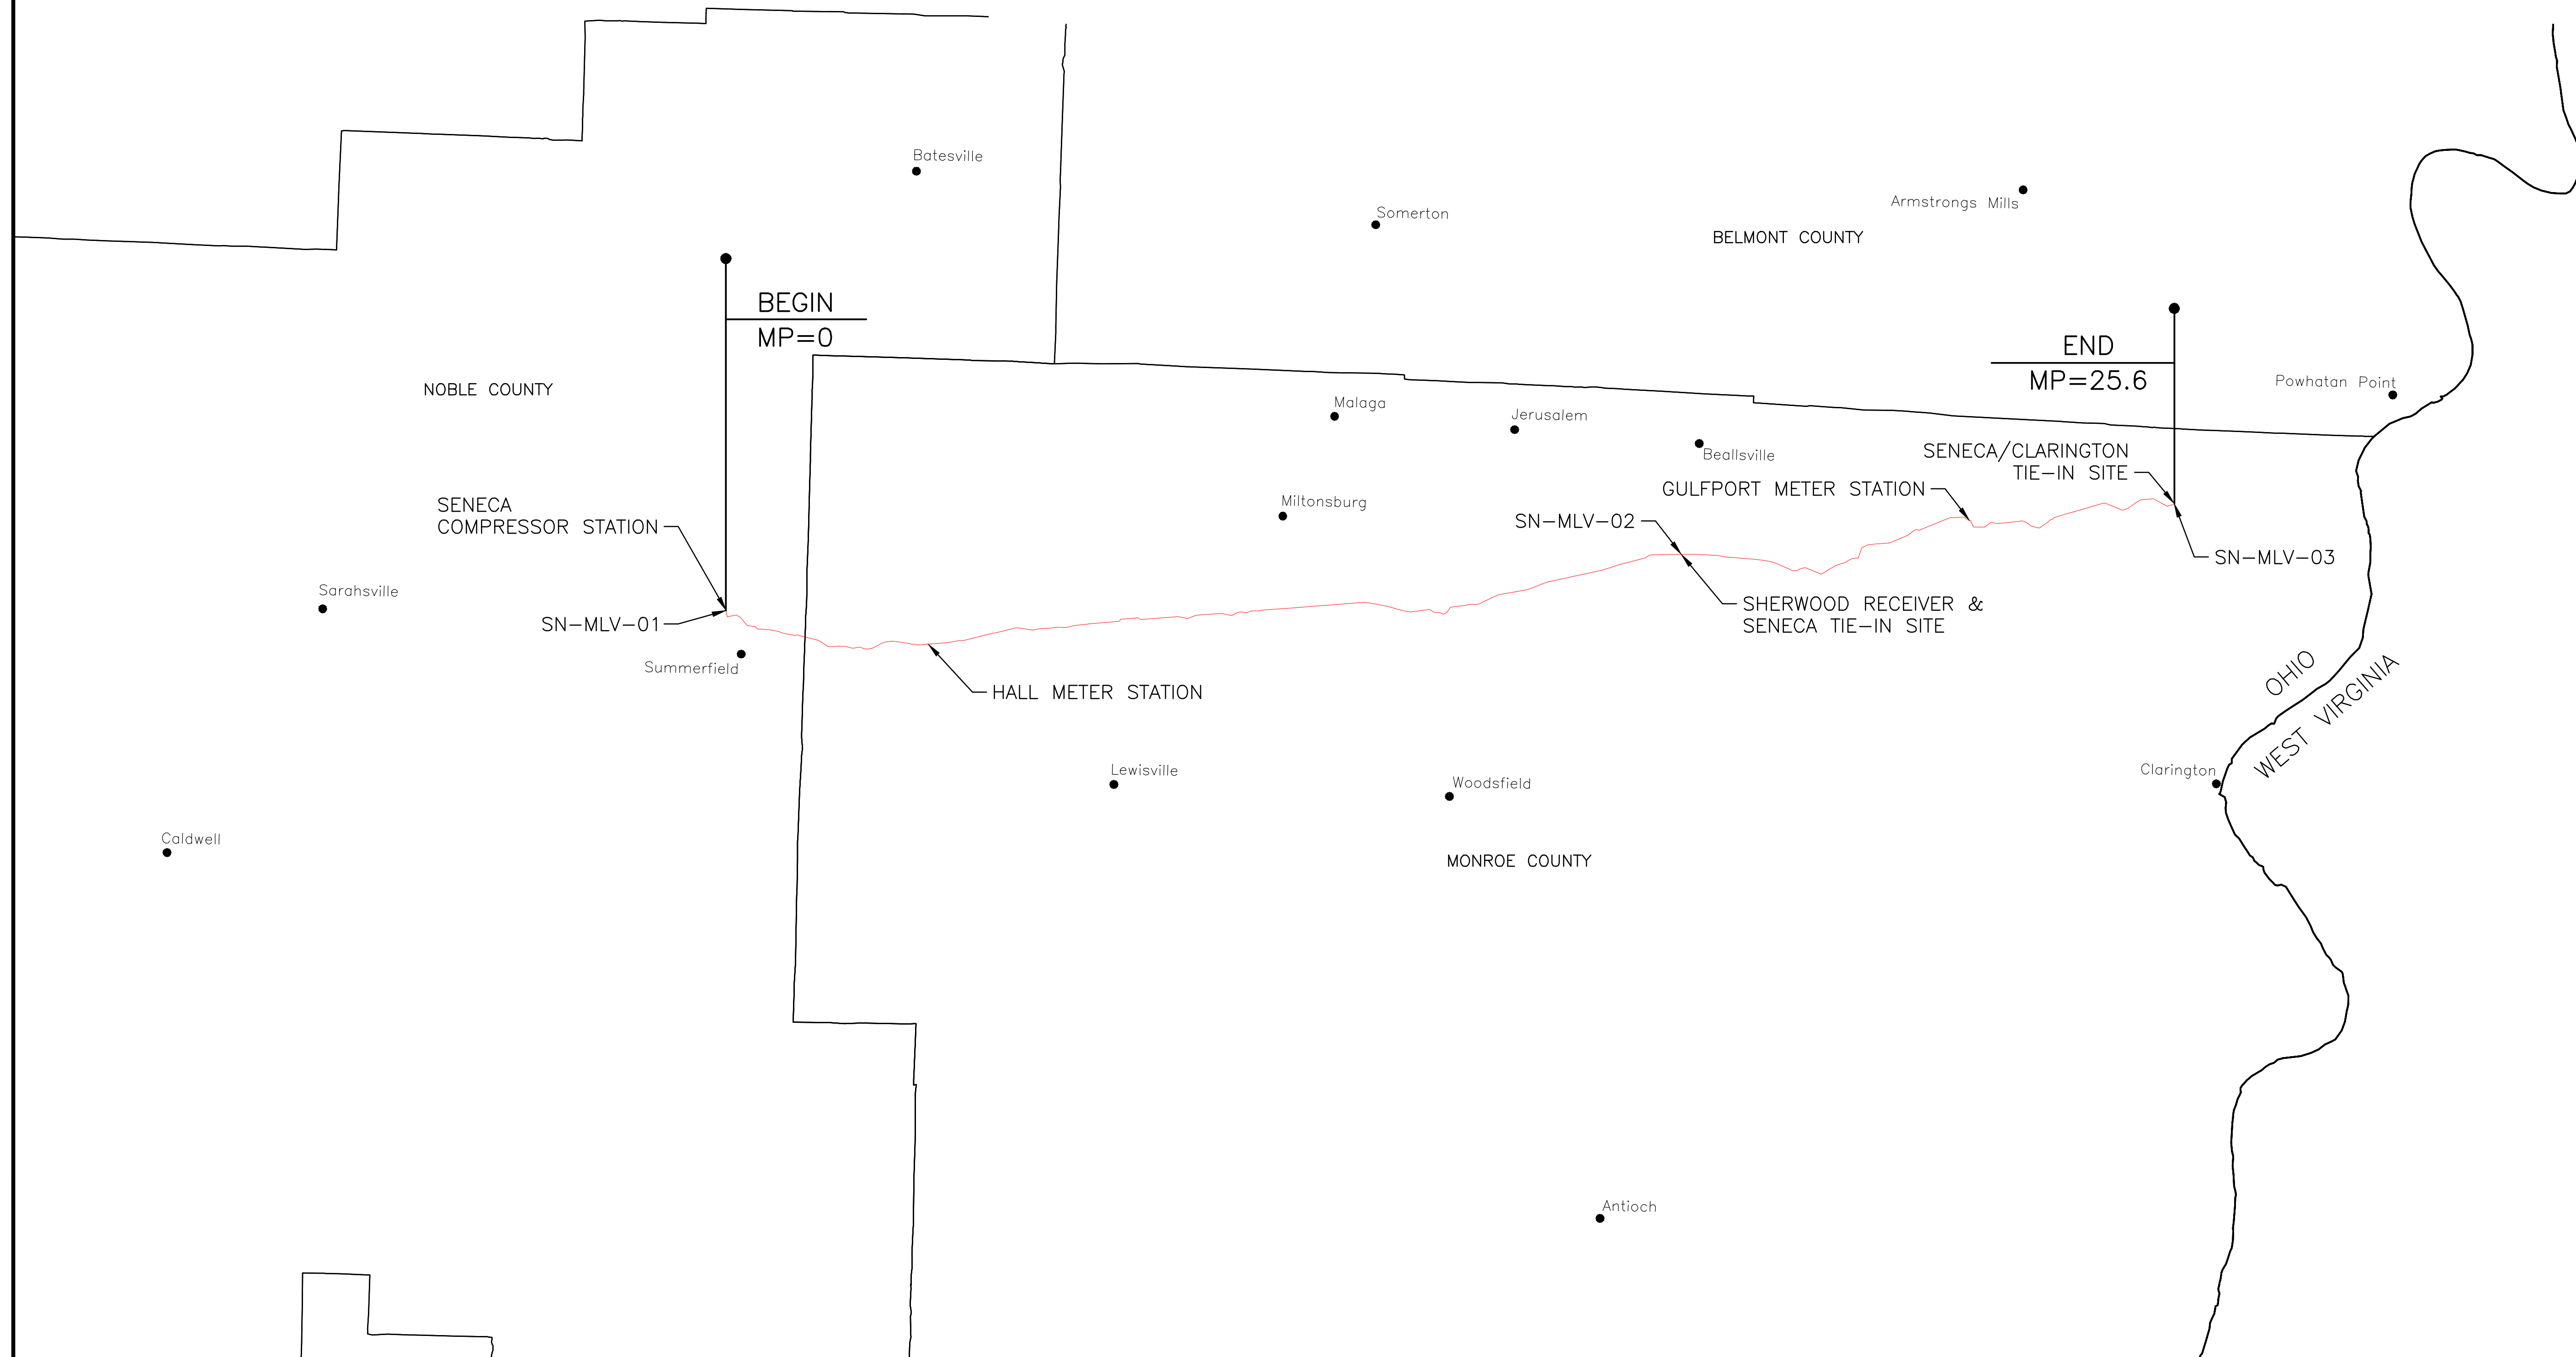 Batesville
Somerton
Armstrongs Mills
BELMONT COUNTY
BEGIN
MP=0
END
MP=25.6
NOBLE COUNTY
Powhatan Point
Malaga
Jerusalem
Beallsville
SENECA/CLARINGTON
TIE-IN SITE
GULFPORT METER STATION
SENECA
COMPRESSOR STATION
Miltonsburg
SN-MLV-02
SN-MLV-03
Sarahsville
SN-MLV-01
SHERWOOD RECEIVER &
SENECA TIE-IN SITE
Summerfield
HALL METER STATION
OHIO
WEST VIRGINIA
Lewisville
Woodsfield
Clarington
Caldwell
MONROE COUNTY
Antioch